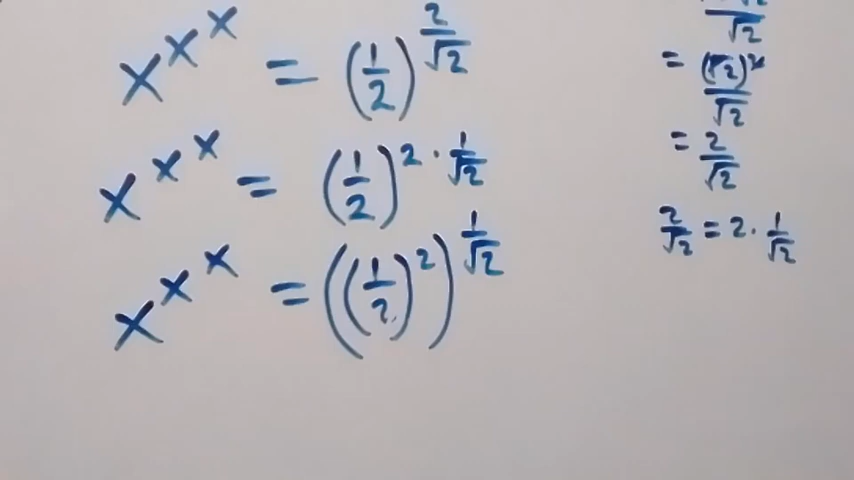 x^x^x = (1/2)^(2/√2)
x^x^x = (1/2)^(2 · 1/√2)
x^x^x = ((1/2)^2)^(1/√2)
√2
= (√2)^2/√2
= 2/√2
2/√2 = 2 · 1/√2